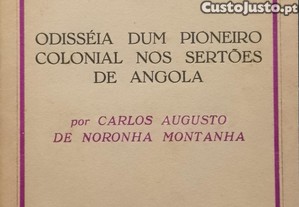 Custojusto.pt
ODISSÉIA DUM PIONEIRO
COLONIAL NOS SERTÕES
DE ANGOLA
por CARLOS AUGUSTO
DE NORONHA MONTANHA